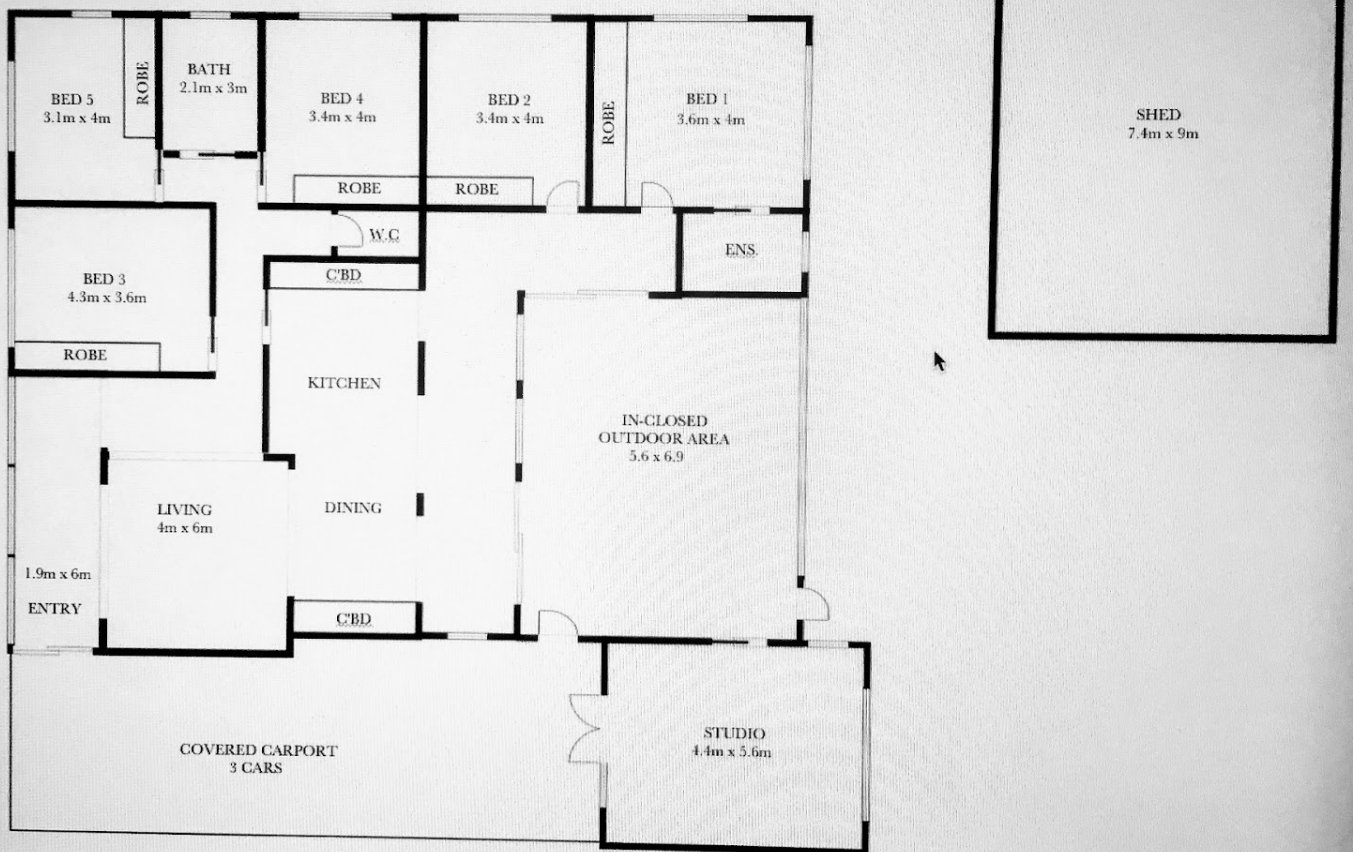 BED 5
3.1m x 4m
ROBE
BATH
2.1m x 3m
BED 4
3.4m x 4m
ROBE
BED 2
3.4m x 4m
ROBE
ROBE
BED 1
3.6m x 4m
SHED
7.4m x 9m
W.C
ENS.
BED 3
4.3m x 3.6m
ROBE
C'BD
KITCHEN
IN-CLOSED
OUTDOOR AREA
5.6 x 6.9
LIVING
4m x 6m
DINING
1.9m x 6m
ENTRY
C'BD
COVERED CARPORT
3 CARS
STUDIO
4.4m x 5.6m